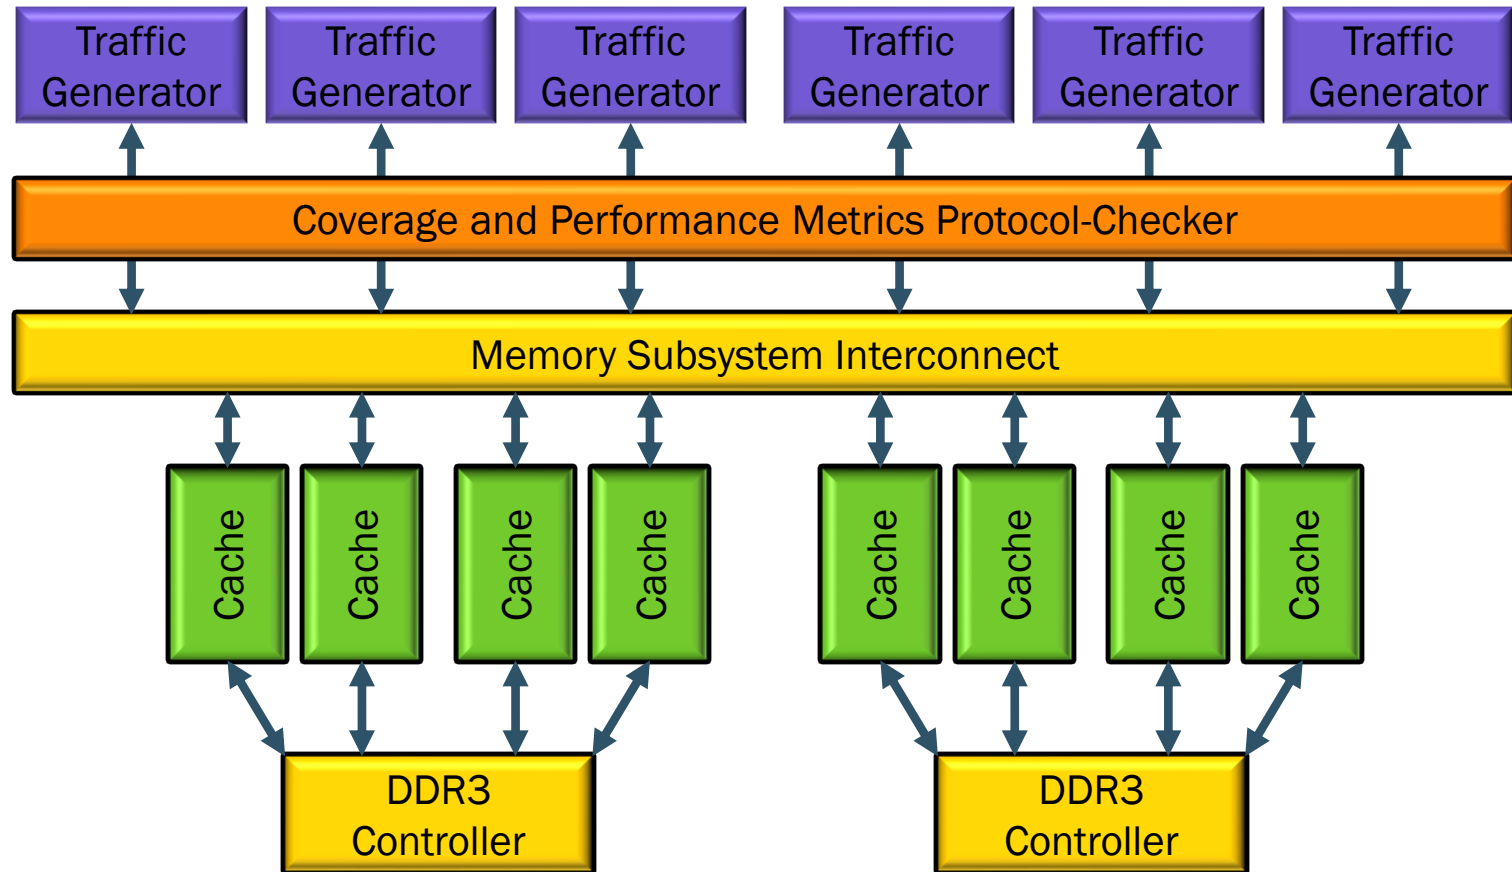 Traffic
Generator
Traffic
Generator
Traffic
Generator
Traffic
Generator
Traffic
Generator
Traffic
Generator
Coverage and Performance Metrics Protocol-Checker
Memory Subsystem Interconnect
Cache
Cache
Cache
Cache
Cache
Cache
Cache
Cache
DDR3
Controller
DDR3
Controller